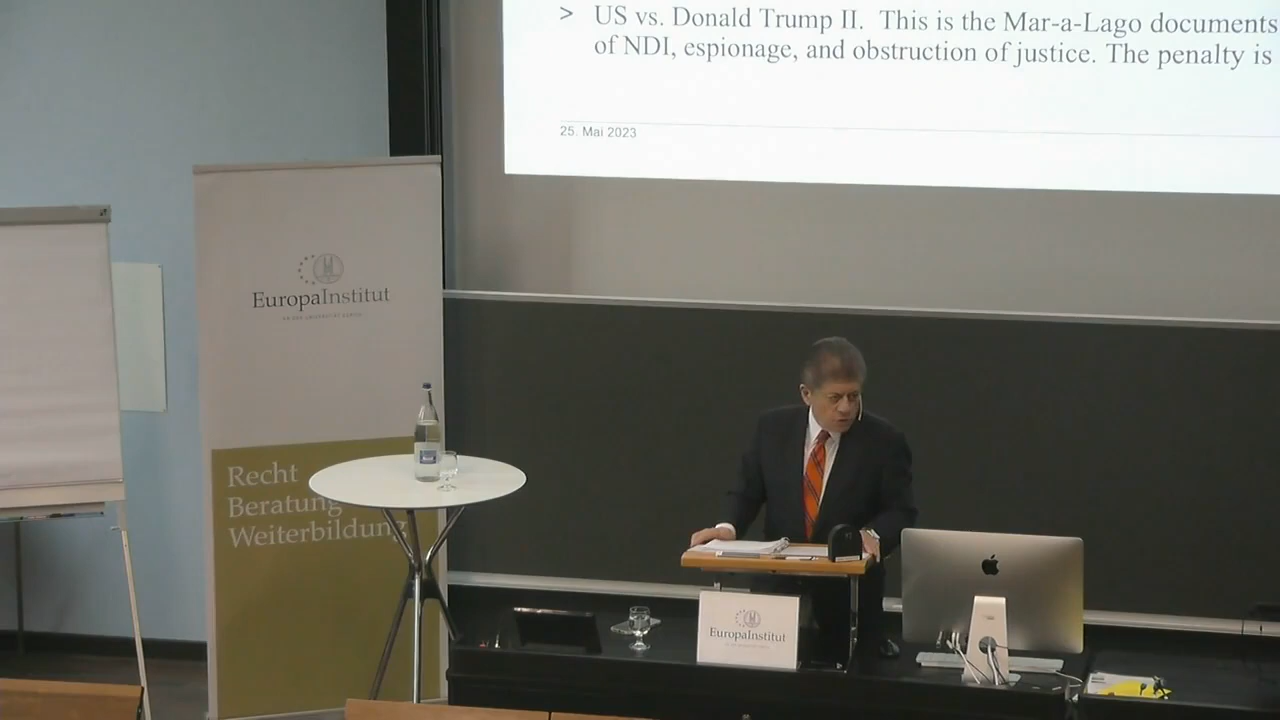 > US vs. Donald Trump II. This is the Mar-a-Lago documents
of NDI, espionage, and obstruction of justice. The penalty is
25. Mai 2023
EuropaInstitut
Recht
Beratung
Weiterbildung
EuropaInstitut